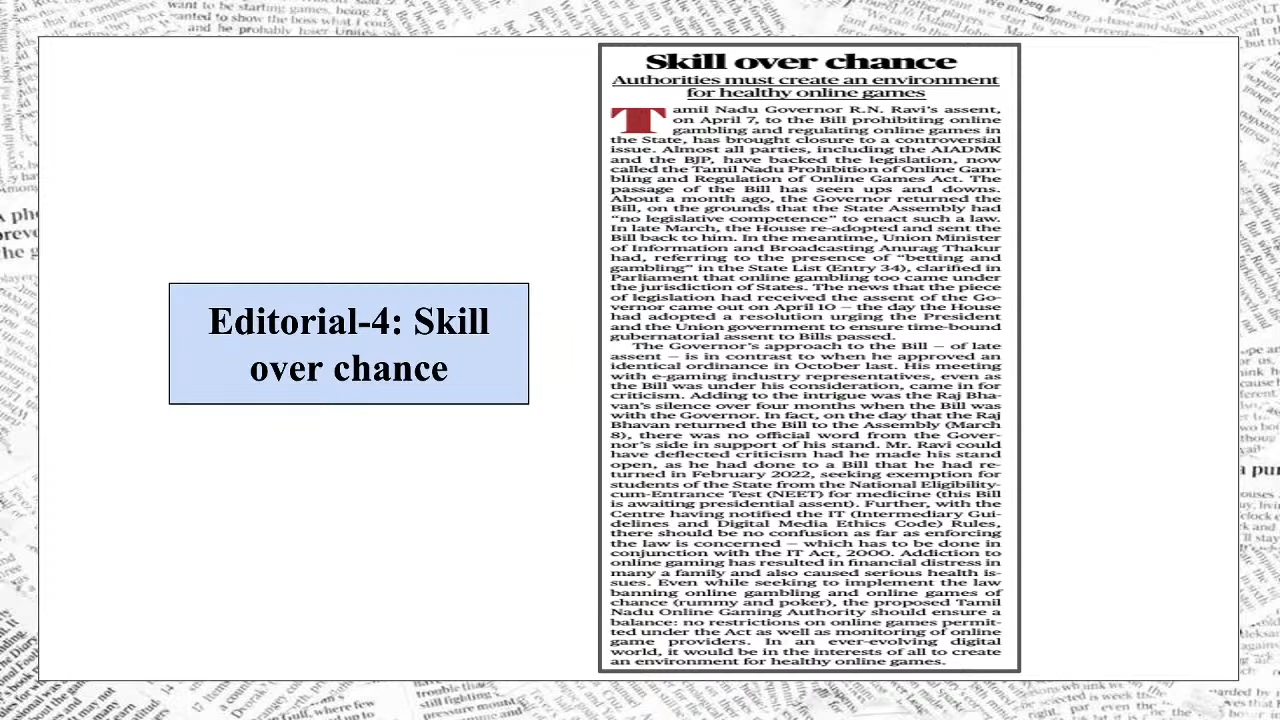 Editorial-4: Skill
over chance
Skill over chance
Authorities must create an environment
for healthy online games
Tamil Nadu Governor R.N. Ravi's assent,
on April 7, to the Bill prohibiting online
gambling and regulating online games in
the State, has brought closure to a controversial
issue. Almost all parties, including the AIADMK
and the BJP, have backed the legislation, now
called the Tamil Nadu Prohibition of Online Gam-
bling and Regulation of Online Games Act. The
passage of the Bill has seen ups and downs.
About a month ago, the Governor returned the
Bill, on the grounds that the State Assembly had
“no legislative competence” to enact such a law.
In late March, the House re-adopted and sent the
Bill back to him. In the meantime, Union Minister
of Information and Broadcasting Anurag Thakur
had, referring to the presence of “betting and
gambling” in the State List (Entry 34), clarified in
Parliament that online gambling too came under
the jurisdiction of States. The news that the piece
of legislation had received the assent of the Go-
vernor came out on April 10 — the day the House
had adopted a resolution urging the President
and the Union government to ensure time-bound
gubernatorial assent to Bills passed.
The Governor's approach to the Bill — of late
assent — is in contrast to when he approved an
identical ordinance in October last. His meeting
with e-gaming industry representatives, even as
the Bill was under his consideration, came in for
criticism. Adding to the intrigue was the Raj Bha-
van's silence over four months when the Bill was
with the Governor. In fact, on the day that the Raj
Bhavan returned the Bill to the Assembly (March
8), there was no official word from the Gover-
nor's side in support of his stand. Mr. Ravi could
have deflected criticism had he made his stand
open, as he had done to a Bill that he had re-
turned in February 2022, seeking exemption for
students of the State from the National Eligibility-
cum-Entrance Test (NEET) for medicine (this Bill
is awaiting presidential assent). Further, with the
Centre having notified the IT (Intermediary Gui-
delines and Digital Media Ethics Code) Rules,
there should be no confusion as far as enforcing
the law is concerned — which has to be done in
conjunction with the IT Act, 2000. Addiction to
online gaming has resulted in financial distress in
many a family and also caused serious health is-
sues. Even while seeking to implement the law
banning online gambling and online games of
chance (rummy and poker), the proposed Tamil
Nadu Online Gaming Authority should ensure a
balance: no restrictions on online games permit-
ted under the Act as well as monitoring of online
game providers. In an ever-evolving digital
world, it would be in the interests of all to create
an environment for healthy online games.